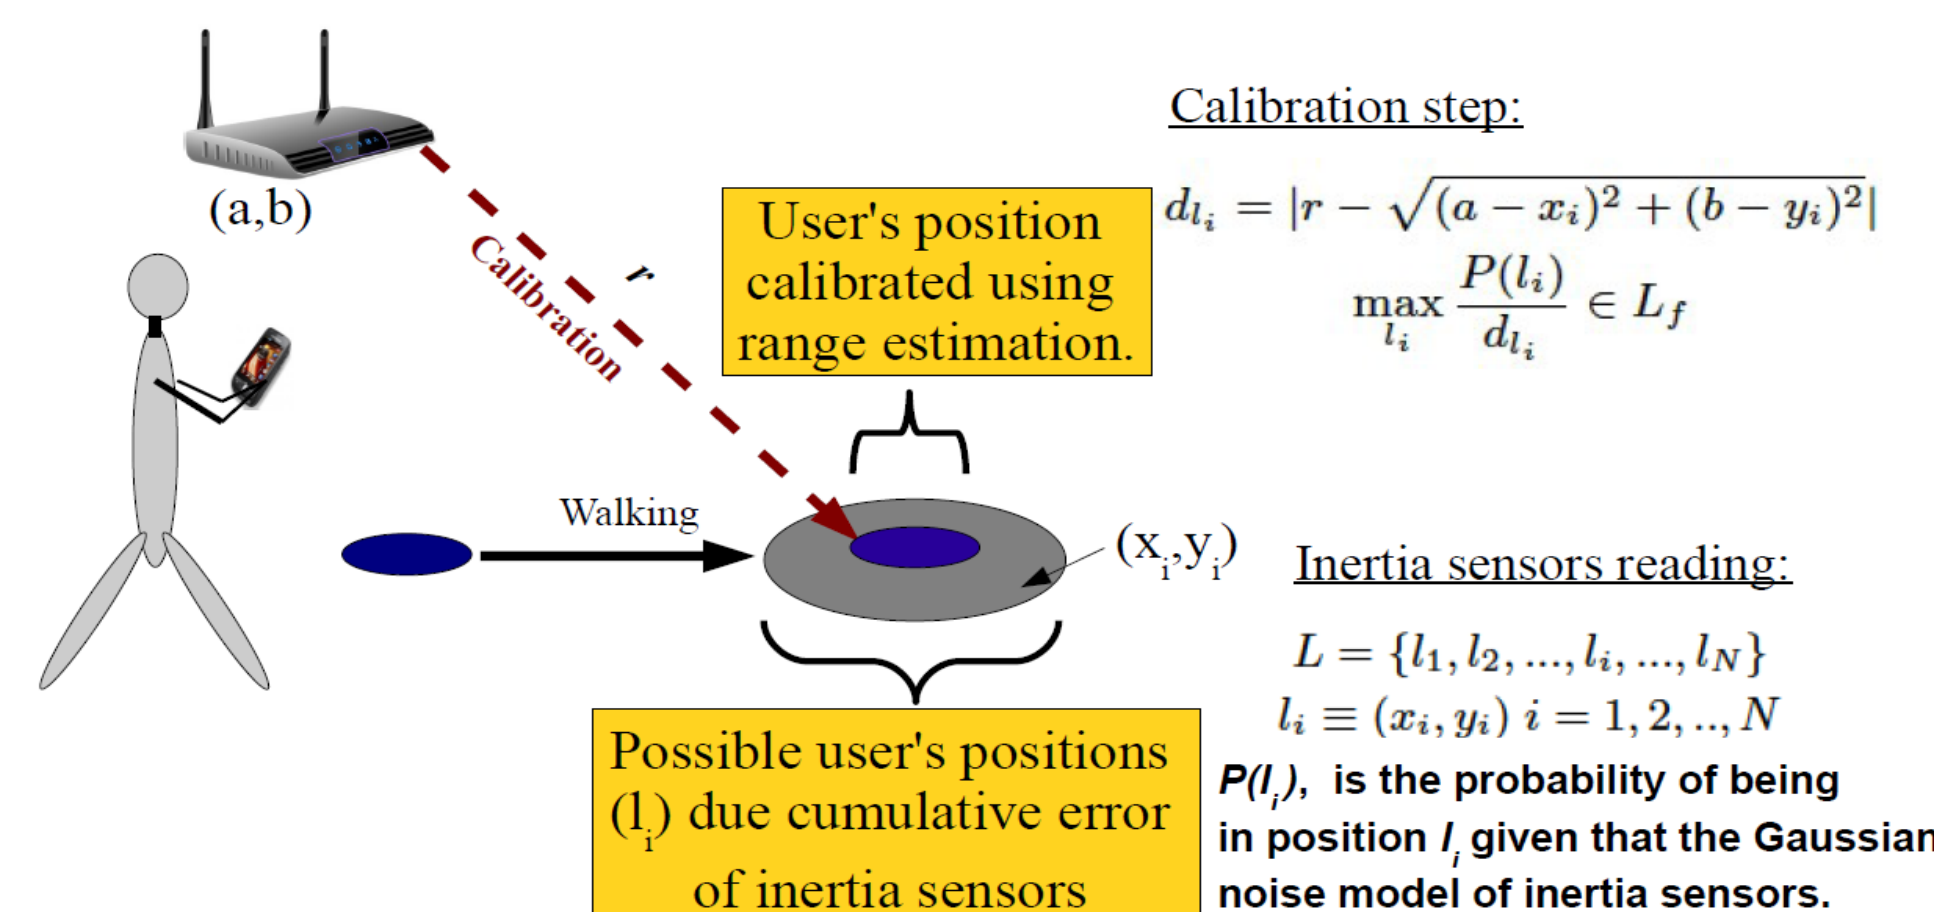 (a,b)
Calibration
r
User's position
calibrated using
range estimation.
Calibration step:
d_{l_i} = |r − √((a − x_i)² + (b − y_i)²)|
max_{l_i} P(l_i)/d_{l_i} ∈ L_f
Walking
(x_i,y_i)
Inertia sensors reading:
L = {l_1, l_2, ..., l_i, ..., l_N}
l_i ≡ (x_i, y_i) i = 1, 2, .., N
P(l_i), is the probability of being
in position l_i given that the Gaussian
noise model of inertia sensors.
Possible user's positions
(l_i) due cumulative error
of inertia sensors